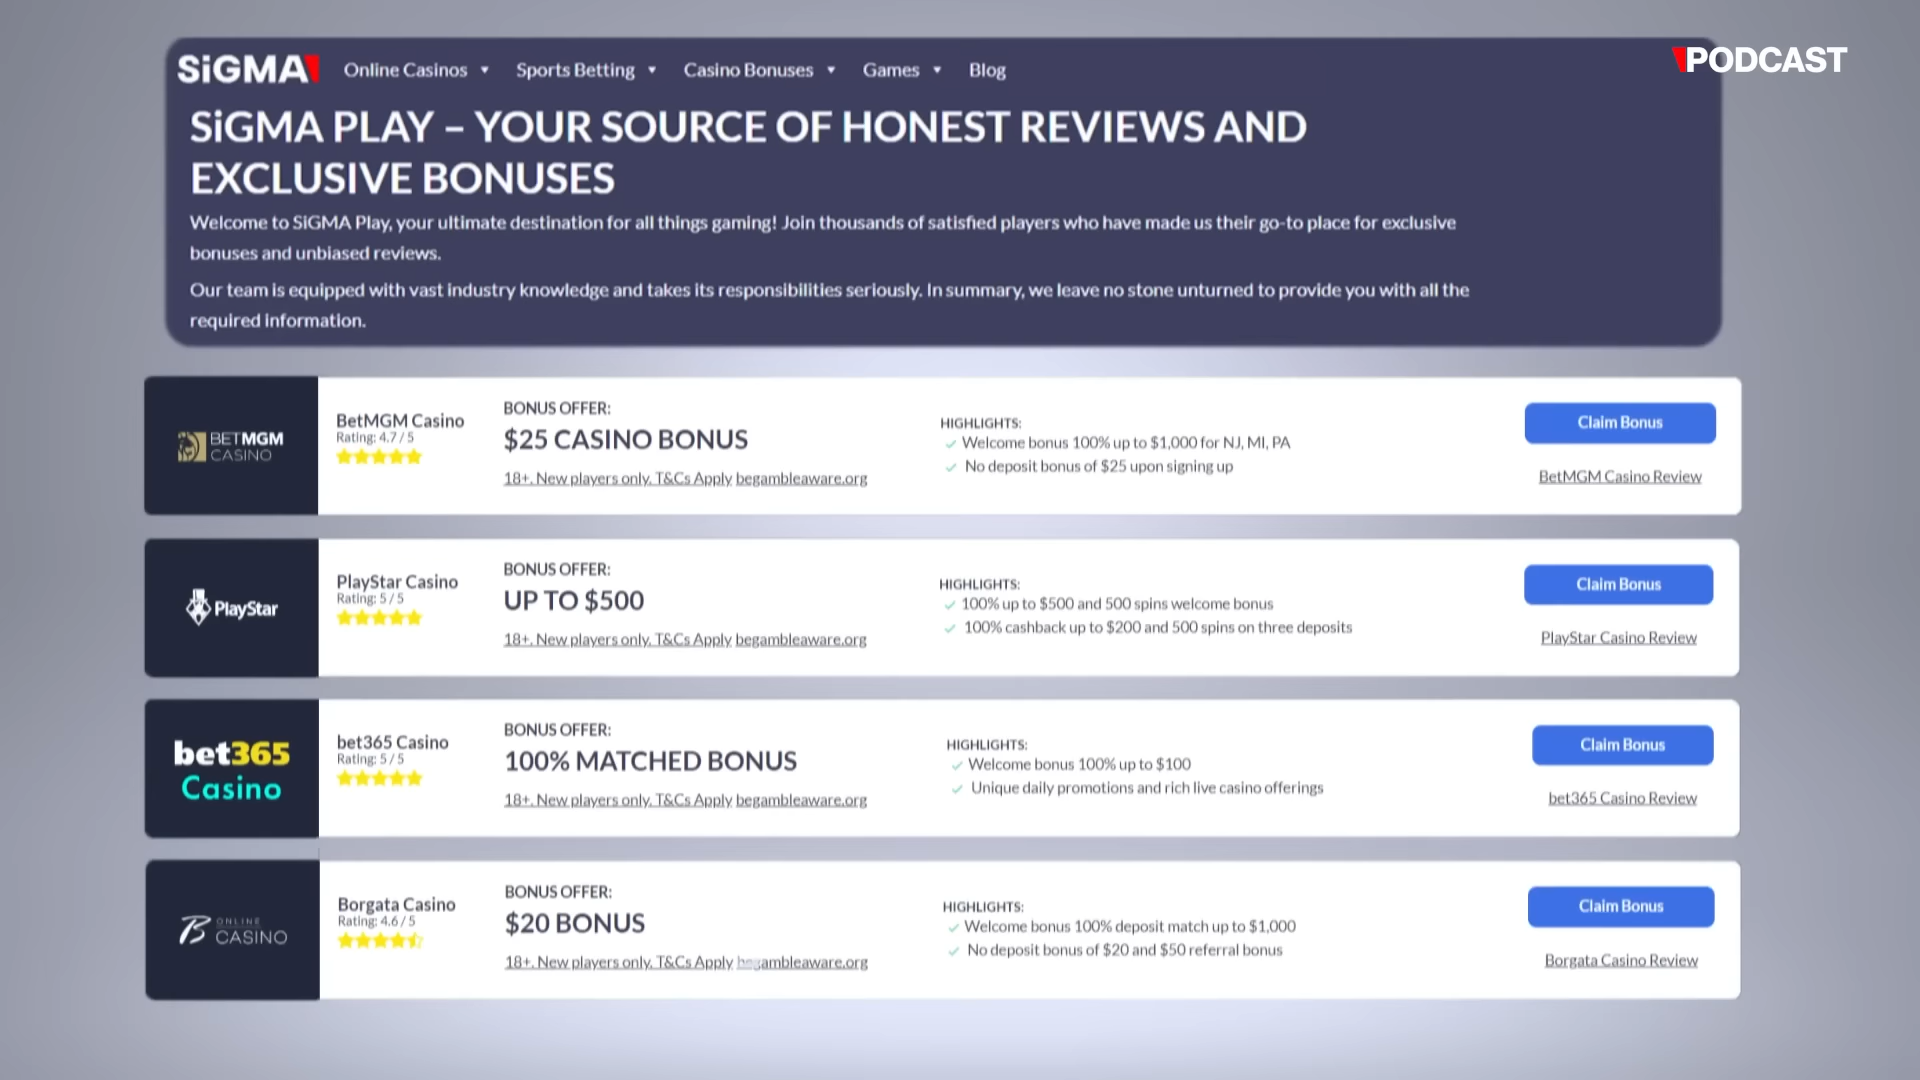 SiGMA Online Casinos Sports Betting Casino Bonuses Games Blog
PODCAST
SiGMA PLAY – YOUR SOURCE OF HONEST REVIEWS AND
EXCLUSIVE BONUSES
Welcome to SiGMA Play, your ultimate destination for all things gaming! Join thousands of satisfied players who have made us their go-to place for exclusive
bonuses and unbiased reviews.
Our team is equipped with vast industry knowledge and takes its responsibilities seriously. In summary, we leave no stone unturned to provide you with all the
required information.
BETMGM
CASINO
BetMGM Casino
Rating: 4.7 / 5
BONUS OFFER:
$25 CASINO BONUS
18+. New players only. T&Cs Apply begambleaware.org
HIGHLIGHTS:
Welcome bonus 100% up to $1,000 for NJ, MI, PA
No deposit bonus of $25 upon signing up
Claim Bonus
BetMGM Casino Review
PlayStar
PlayStar Casino
Rating: 5 / 5
BONUS OFFER:
UP TO $500
18+. New players only. T&Cs Apply begambleaware.org
HIGHLIGHTS:
100% up to $500 and 500 spins welcome bonus
100% cashback up to $200 and 500 spins on three deposits
Claim Bonus
PlayStar Casino Review
bet365
Casino
bet365 Casino
Rating: 5 / 5
BONUS OFFER:
100% MATCHED BONUS
18+. New players only. T&Cs Apply begambleaware.org
HIGHLIGHTS:
Welcome bonus 100% up to $100
Unique daily promotions and rich live casino offerings
Claim Bonus
bet365 Casino Review
B ONLINE
CASINO
Borgata Casino
Rating: 4.6 / 5
BONUS OFFER:
$20 BONUS
18+. New players only. T&Cs Apply begambleaware.org
HIGHLIGHTS:
Welcome bonus 100% deposit match up to $1,000
No deposit bonus of $20 and $50 referral bonus
Claim Bonus
Borgata Casino Review